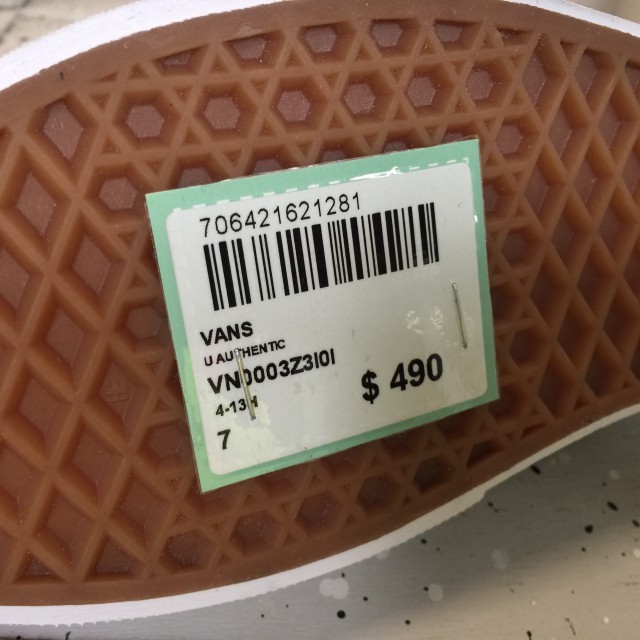 706421621281
VANS
U AUTHENTIC
VN0003Z3I0I
4-13H
7
$ 490